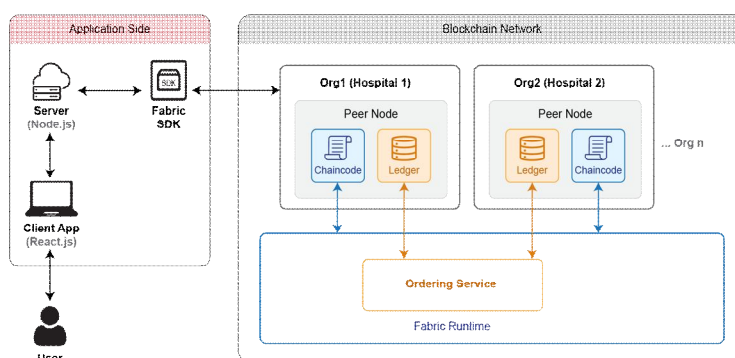 Application Side
Blockchain Network
Server
(Node.js)
SDK
Fabric
SDK
Client App
(React.js)
User
Org1 (Hospital 1)
Peer Node
Chaincode
Ledger
Org2 (Hospital 2)
Peer Node
Ledger
Chaincode
... Org n
Ordering Service
Fabric Runtime